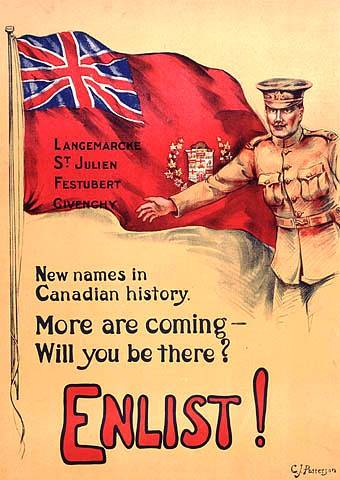 LANGEMARCKE
ST JULIEN
FESTUBERT
GIVENCHY
NEW NAMES IN
CANADIAN HISTORY.
MORE ARE COMING —
WILL YOU BE THERE?
ENLIST!
C.J. Patterson